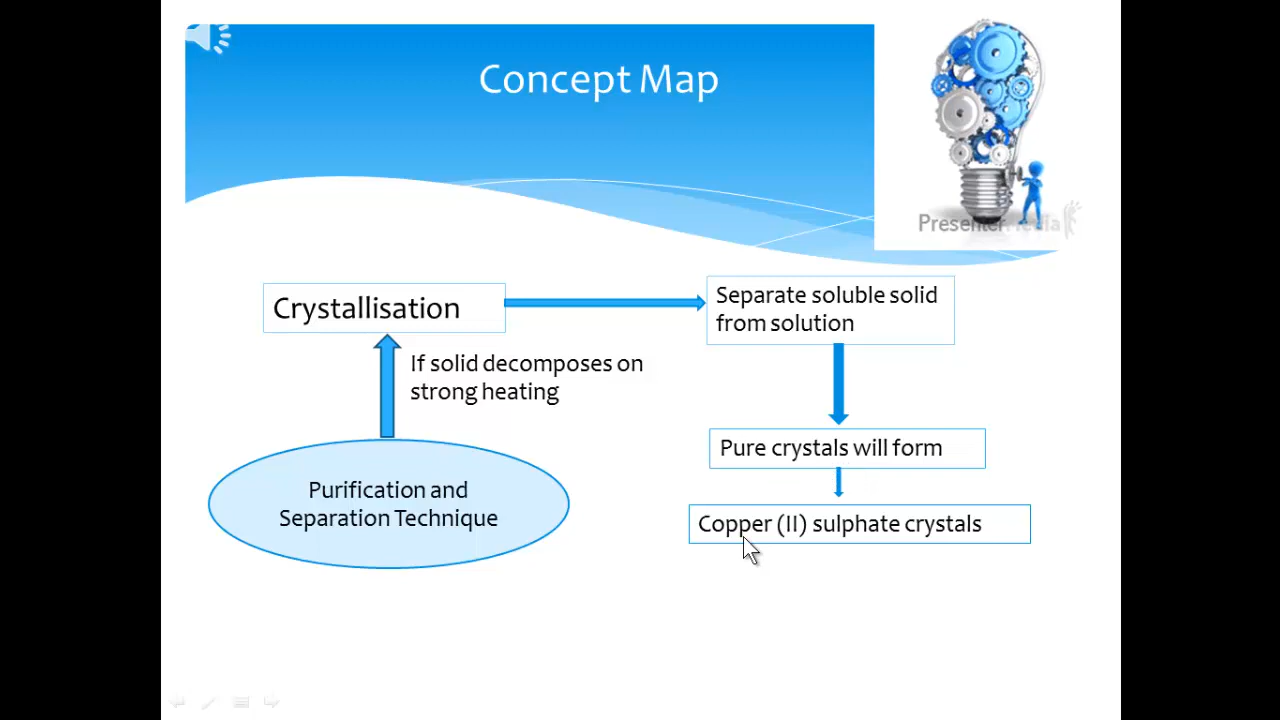 Concept Map
PresenterMedia
Crystallisation
Separate soluble solid
from solution
If solid decomposes on
strong heating
Pure crystals will form
Purification and
Separation Technique
Copper (II) sulphate crystals